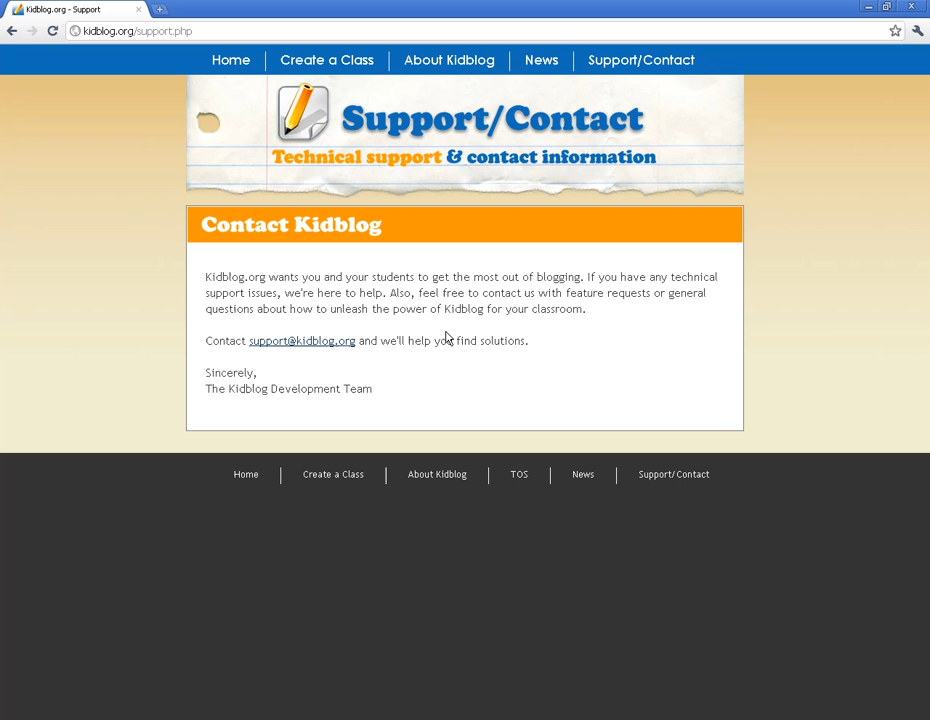 Kidblog.org - Support
kidblog.org/support.php
Home
Create a Class
About Kidblog
News
Support/Contact
Support/Contact
Technical support & contact information
Contact Kidblog
Kidblog.org wants you and your students to get the most out of blogging. If you have any technical
support issues, we're here to help. Also, feel free to contact us with feature requests or general
questions about how to unleash the power of Kidblog for your classroom.
Contact support@kidblog.org and we'll help you find solutions.
Sincerely,
The Kidblog Development Team
Home
Create a Class
About Kidblog
TOS
News
Support/Contact